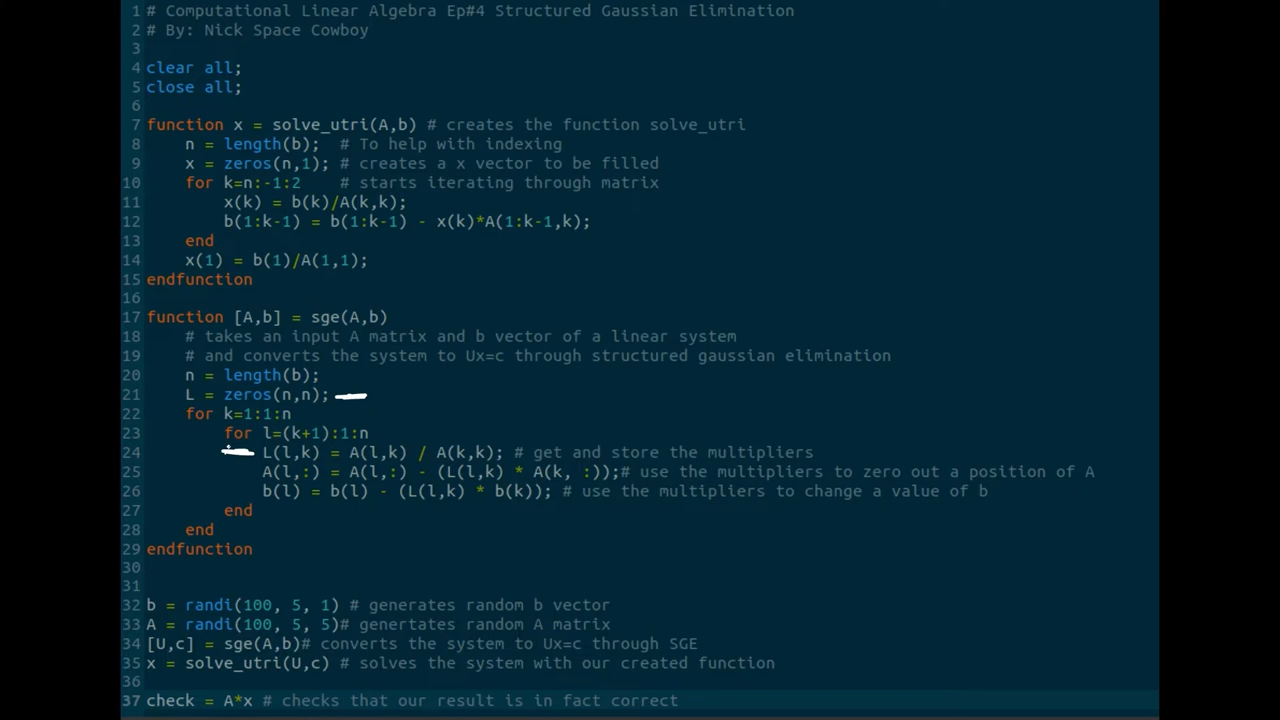 1 # Computational Linear Algebra Ep#4 Structured Gaussian Elimination
2 # By: Nick Space Cowboy
3
4 clear all;
5 close all;
6
7 function x = solve_utri(A,b) # creates the function solve_utri
8 n = length(b); # To help with indexing
9 x = zeros(n,1); # creates a x vector to be filled
10 for k=n:-1:2 # starts iterating through matrix
11 x(k) = b(k)/A(k,k);
12 b(1:k-1) = b(1:k-1) - x(k)*A(1:k-1,k);
13 end
14 x(1) = b(1)/A(1,1);
15 endfunction
16
17 function [A,b] = sge(A,b)
18 # takes an input A matrix and b vector of a linear system
19 # and converts the system to Ux=c through structured gaussian elimination
20 n = length(b);
21 L = zeros(n,n);
22 for k=1:1:n
23 for l=(k+1):1:n
24 L(l,k) = A(l,k) / A(k,k); # get and store the multipliers
25 A(l,:) = A(l,:) - (L(l,k) * A(k, :));# use the multipliers to zero out a position of A
26 b(l) = b(l) - (L(l,k) * b(k)); # use the multipliers to change a value of b
27 end
28 end
29 endfunction
30
31
32 b = randi(100, 5, 1) # generates random b vector
33 A = randi(100, 5, 5)# genertates random A matrix
34 [U,c] = sge(A,b)# converts the system to Ux=c through SGE
35 x = solve_utri(U,c) # solves the system with our created function
36
37 check = A*x # checks that our result is in fact correct